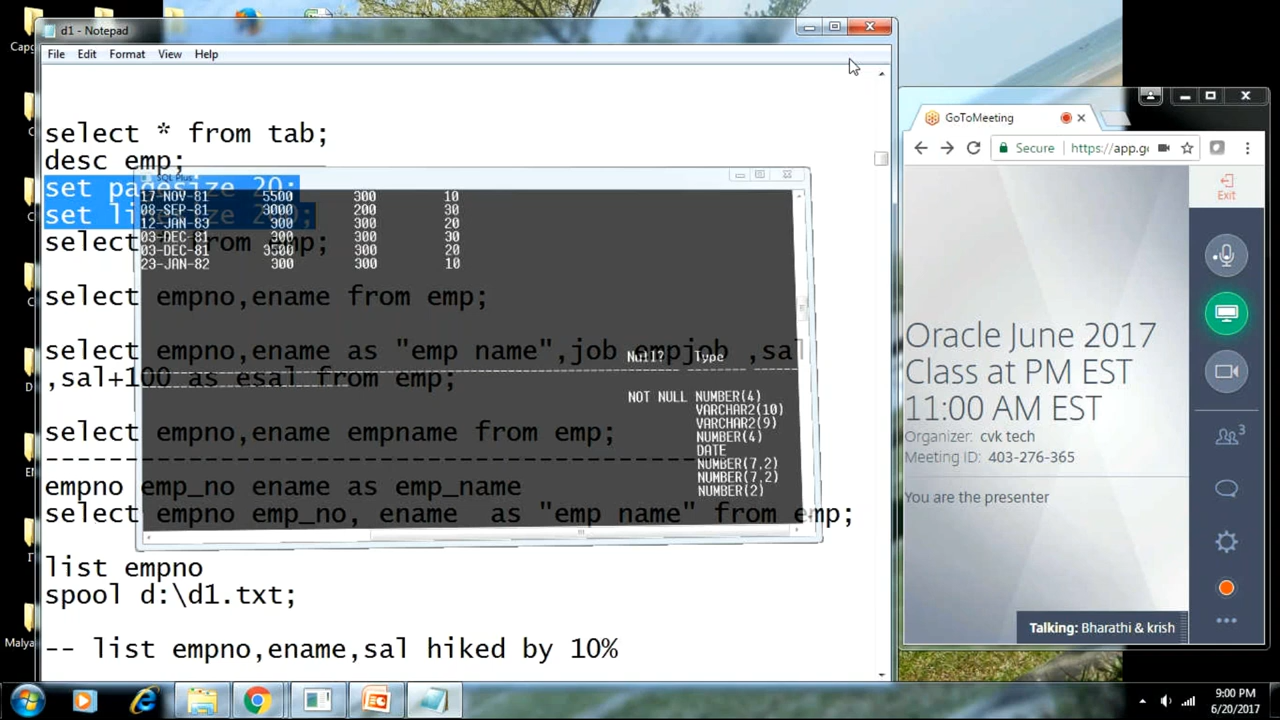 d1 - Notepad
File Edit Format View Help
select * from tab;
desc emp;
set pagesize 20;
set
select * from emp;
select empno,ename from emp;
select empno,ename as "emp name",job empjob ,sal
,sal+100 as esal from emp;
select empno,ename empname from emp;
--------------------------------------------
empno emp_no ename as emp_name
select empno emp_no, ename as "emp name" from emp;
list empno
spool d:\d1.txt;
-- list empno,ename,sal hiked by 10%
SQL Plus
17-NOV-81 5500 300 10
08-SEP-81 3000 200 30
12-JAN-83 300 300 20
03-DEC-81 300 300 30
03-DEC-81 3500 300 20
23-JAN-82 300 300 10
Null? Type
NOT NULL NUMBER(4)
VARCHAR2(10)
VARCHAR2(9)
NUMBER(4)
DATE
NUMBER(7,2)
NUMBER(7,2)
NUMBER(2)
GoToMeeting
Secure https://app.go
Exit
Oracle June 2017
Class at PM EST
11:00 AM EST
Organizer: cvk tech
Meeting ID: 403-276-365
You are the presenter
3
Talking: Bharathi & krish
Malya
9:00 PM
6/20/2017